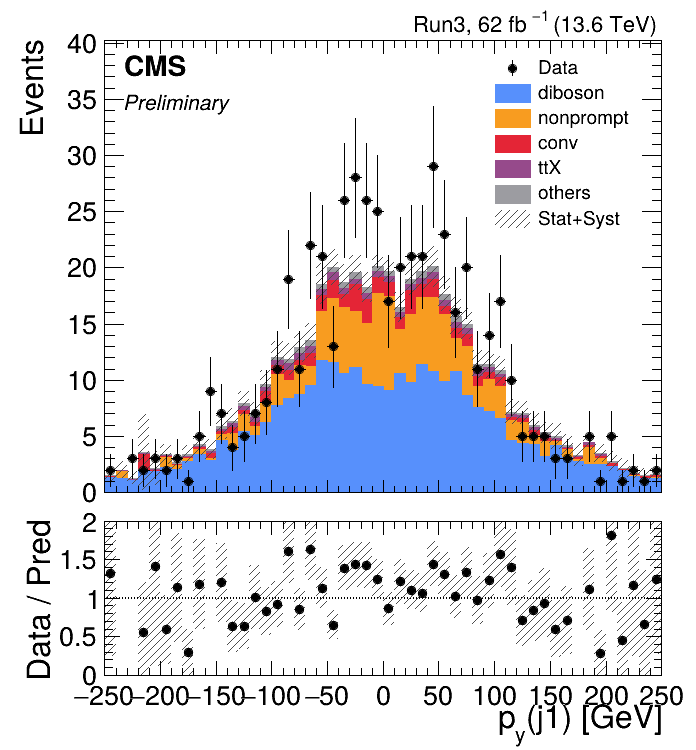 Run3, 62 fb⁻¹ (13.6 TeV)
Events
CMS
Preliminary
Data
diboson
nonprompt
conv
ttX
others
Stat+Syst
40
35
30
25
20
15
10
5
0
Data / Pred
2
1.5
1
0.5
0
−250 −200 −150 −100 −50 0 50 100 150 200 250
p_y(j1) [GeV]